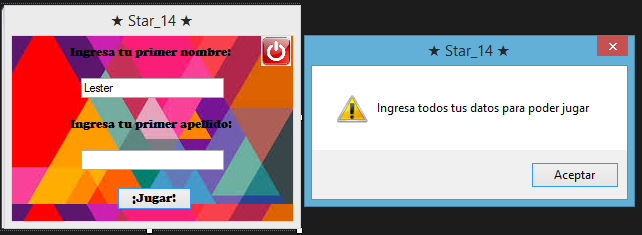 ★ Star_14 ★
Ingresa tu primer nombre:
Lester
Ingresa tu primer apellido:
¡Jugar!
★ Star_14 ★
Ingresa todos tus datos para poder jugar
Aceptar